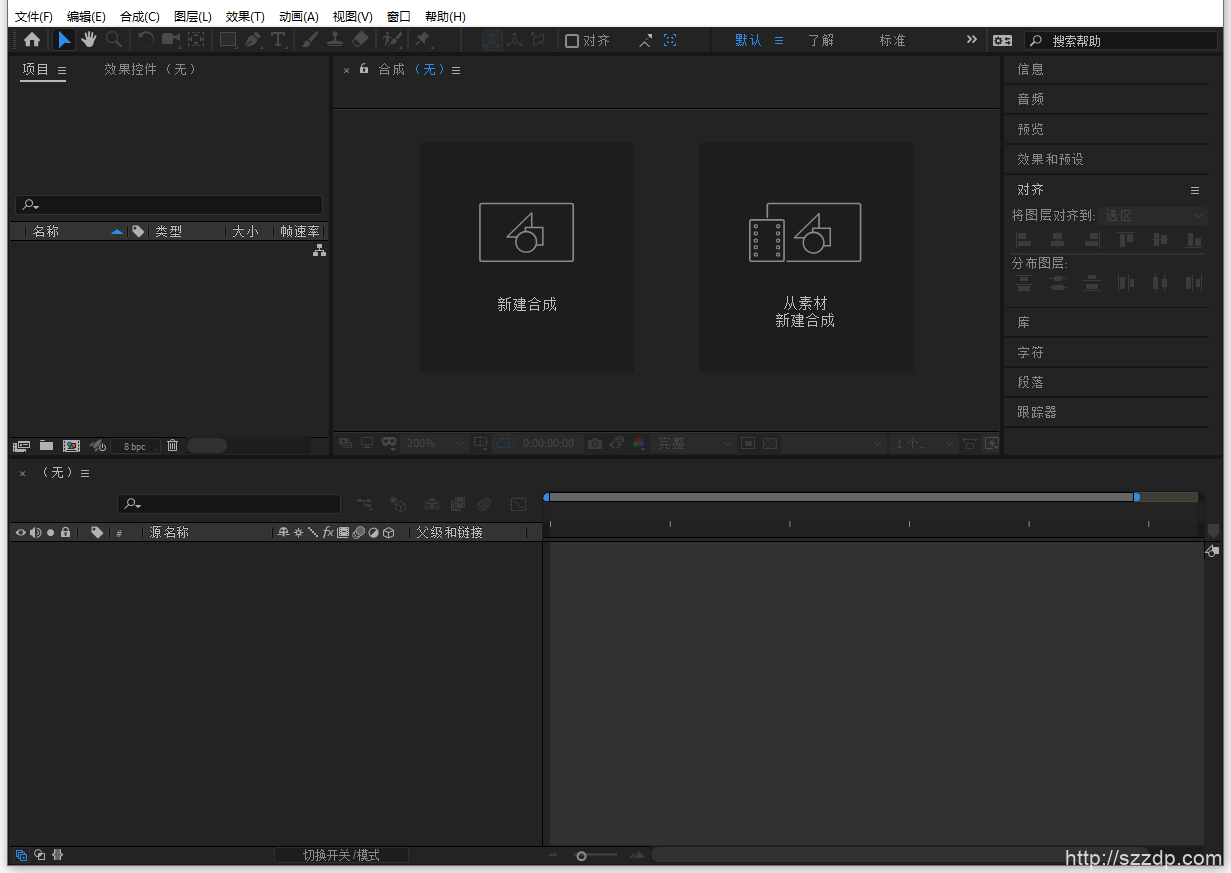 文件(F) 编辑(E) 合成(C) 图层(L) 效果(T) 动画(A) 视图(V) 窗口 帮助(H)
对齐 默认 了解 标准 搜索帮助
项目 效果控件（无）
合成（无）
信息
音频
预览
效果和预设
对齐
将图层对齐到: 选区
分布图层:
库
字符
段落
跟踪器
名称 类型 大小 帧速率
新建合成
从素材
新建合成
8 bpc
200% 0:00:00:00 完整 1个...
（无）
# 源名称 fx 父级和链接
切换开关/模式
http://szzdp.com